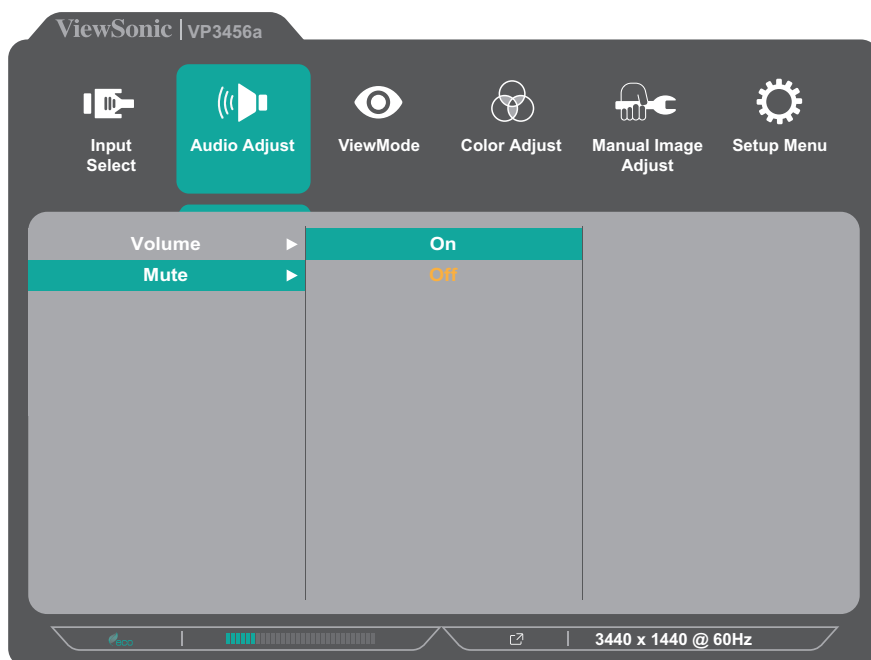 ViewSonic | VP3456a
Input Select
Audio Adjust
ViewMode
Color Adjust
Manual Image Adjust
Setup Menu
Volume
On
Mute
Off
eco
3440 x 1440 @ 60Hz